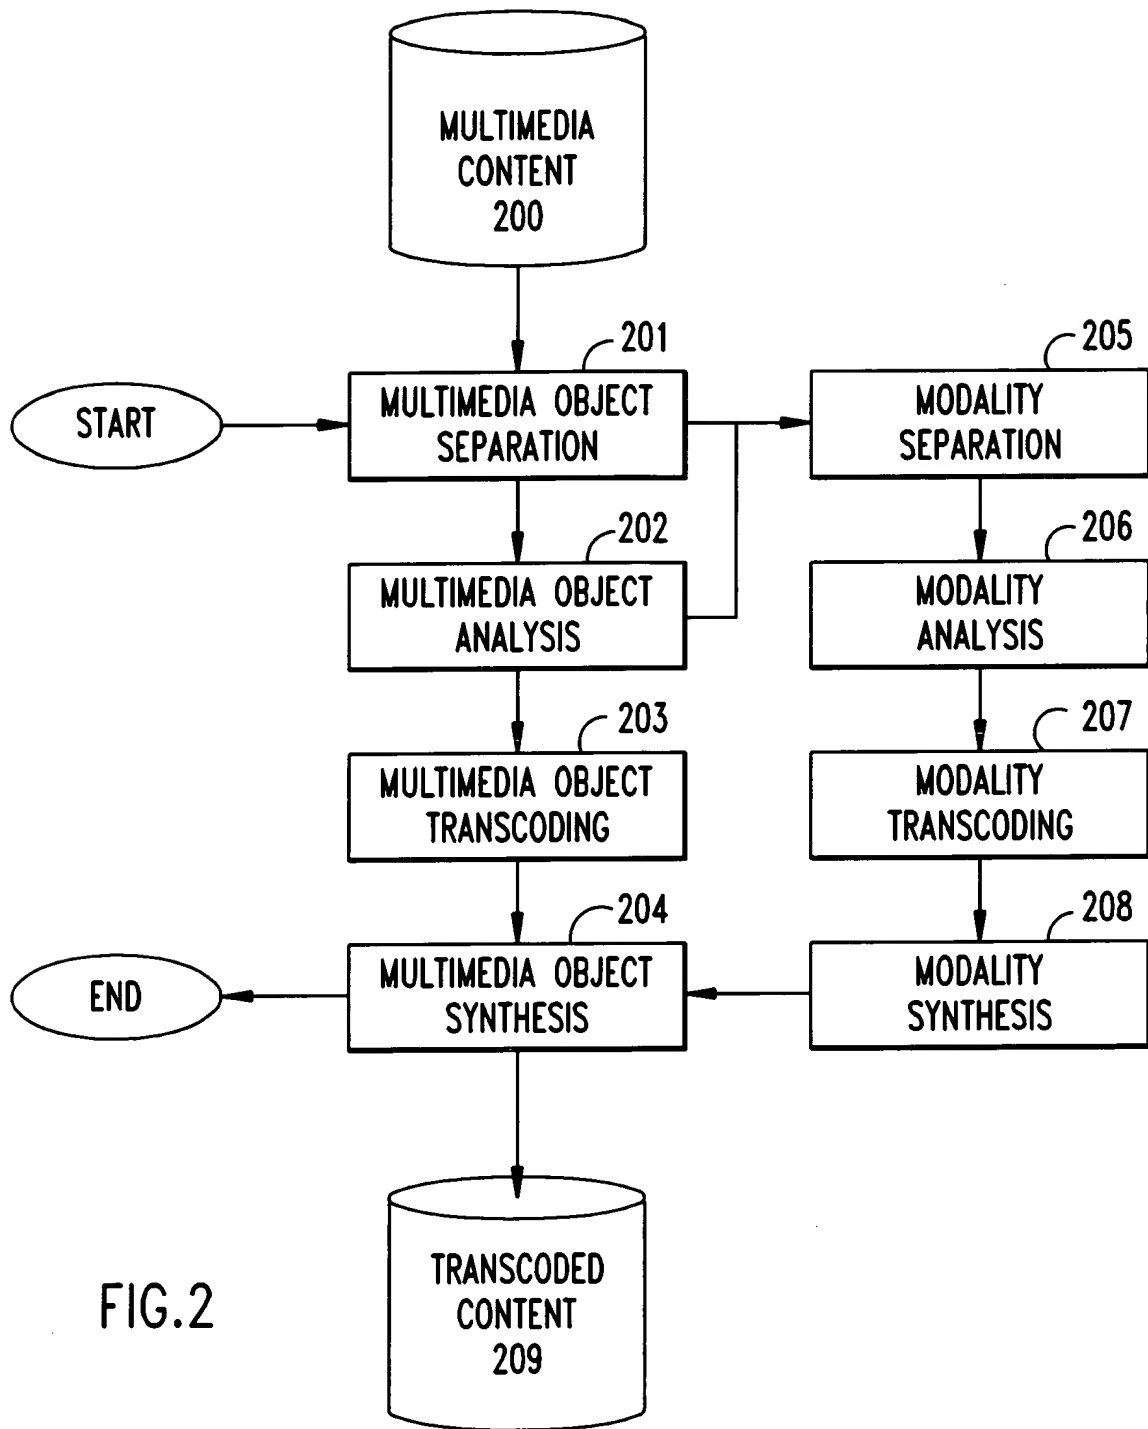 MULTIMEDIA
CONTENT
200
201
205
START
MULTIMEDIA OBJECT
SEPARATION
MODALITY
SEPARATION
202
206
MULTIMEDIA OBJECT
ANALYSIS
MODALITY
ANALYSIS
203
207
MULTIMEDIA OBJECT
TRANSCODING
MODALITY
TRANSCODING
204
208
END
MULTIMEDIA OBJECT
SYNTHESIS
MODALITY
SYNTHESIS
TRANSCODED
CONTENT
209
FIG.2